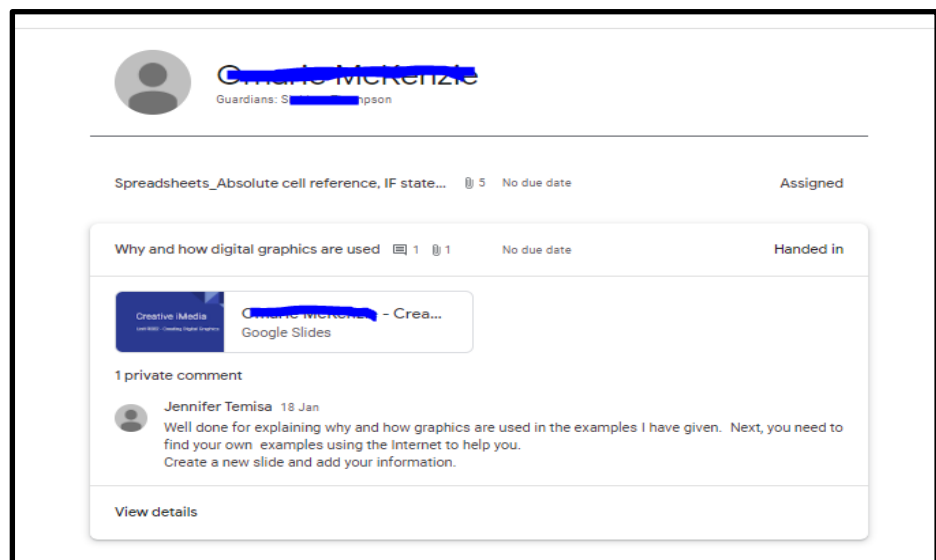 Guardians:
Spreadsheets_Absolute cell reference, IF state... 5 No due date Assigned
Why and how digital graphics are used 1 1 No due date Handed in
Creative iMedia
- Crea...
Google Slides
1 private comment
Jennifer Temisa 18 Jan
Well done for explaining why and how graphics are used in the examples I have given. Next, you need to
find your own examples using the Internet to help you.
Create a new slide and add your information.
View details